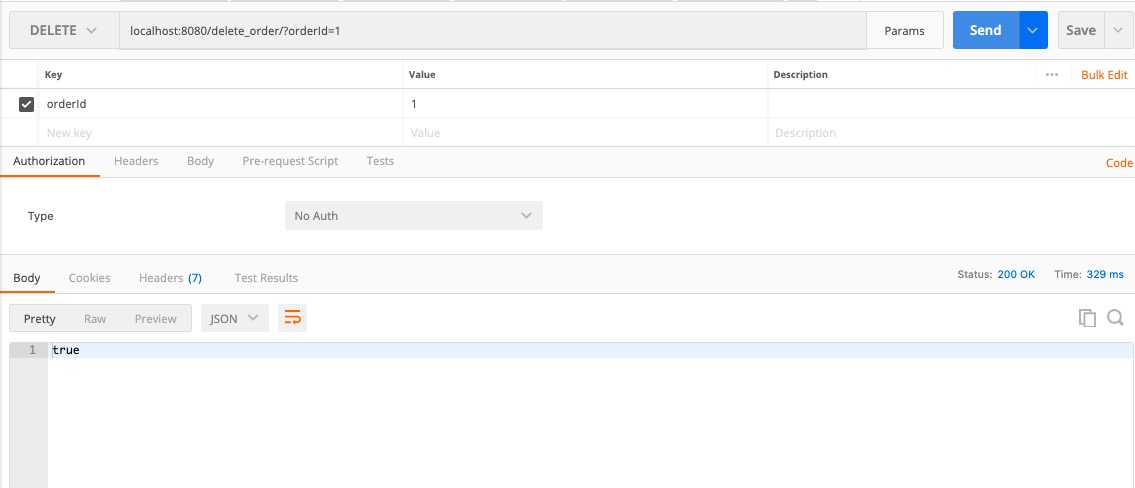 DELETE localhost:8080/delete_order/?orderId=1 Params Send Save
Key Value Description ••• Bulk Edit
orderId 1
New key Value Description
Authorization Headers Body Pre-request Script Tests Code
Type No Auth
Body Cookies Headers (7) Test Results Status: 200 OK Time: 329 ms
Pretty Raw Preview JSON
1 true